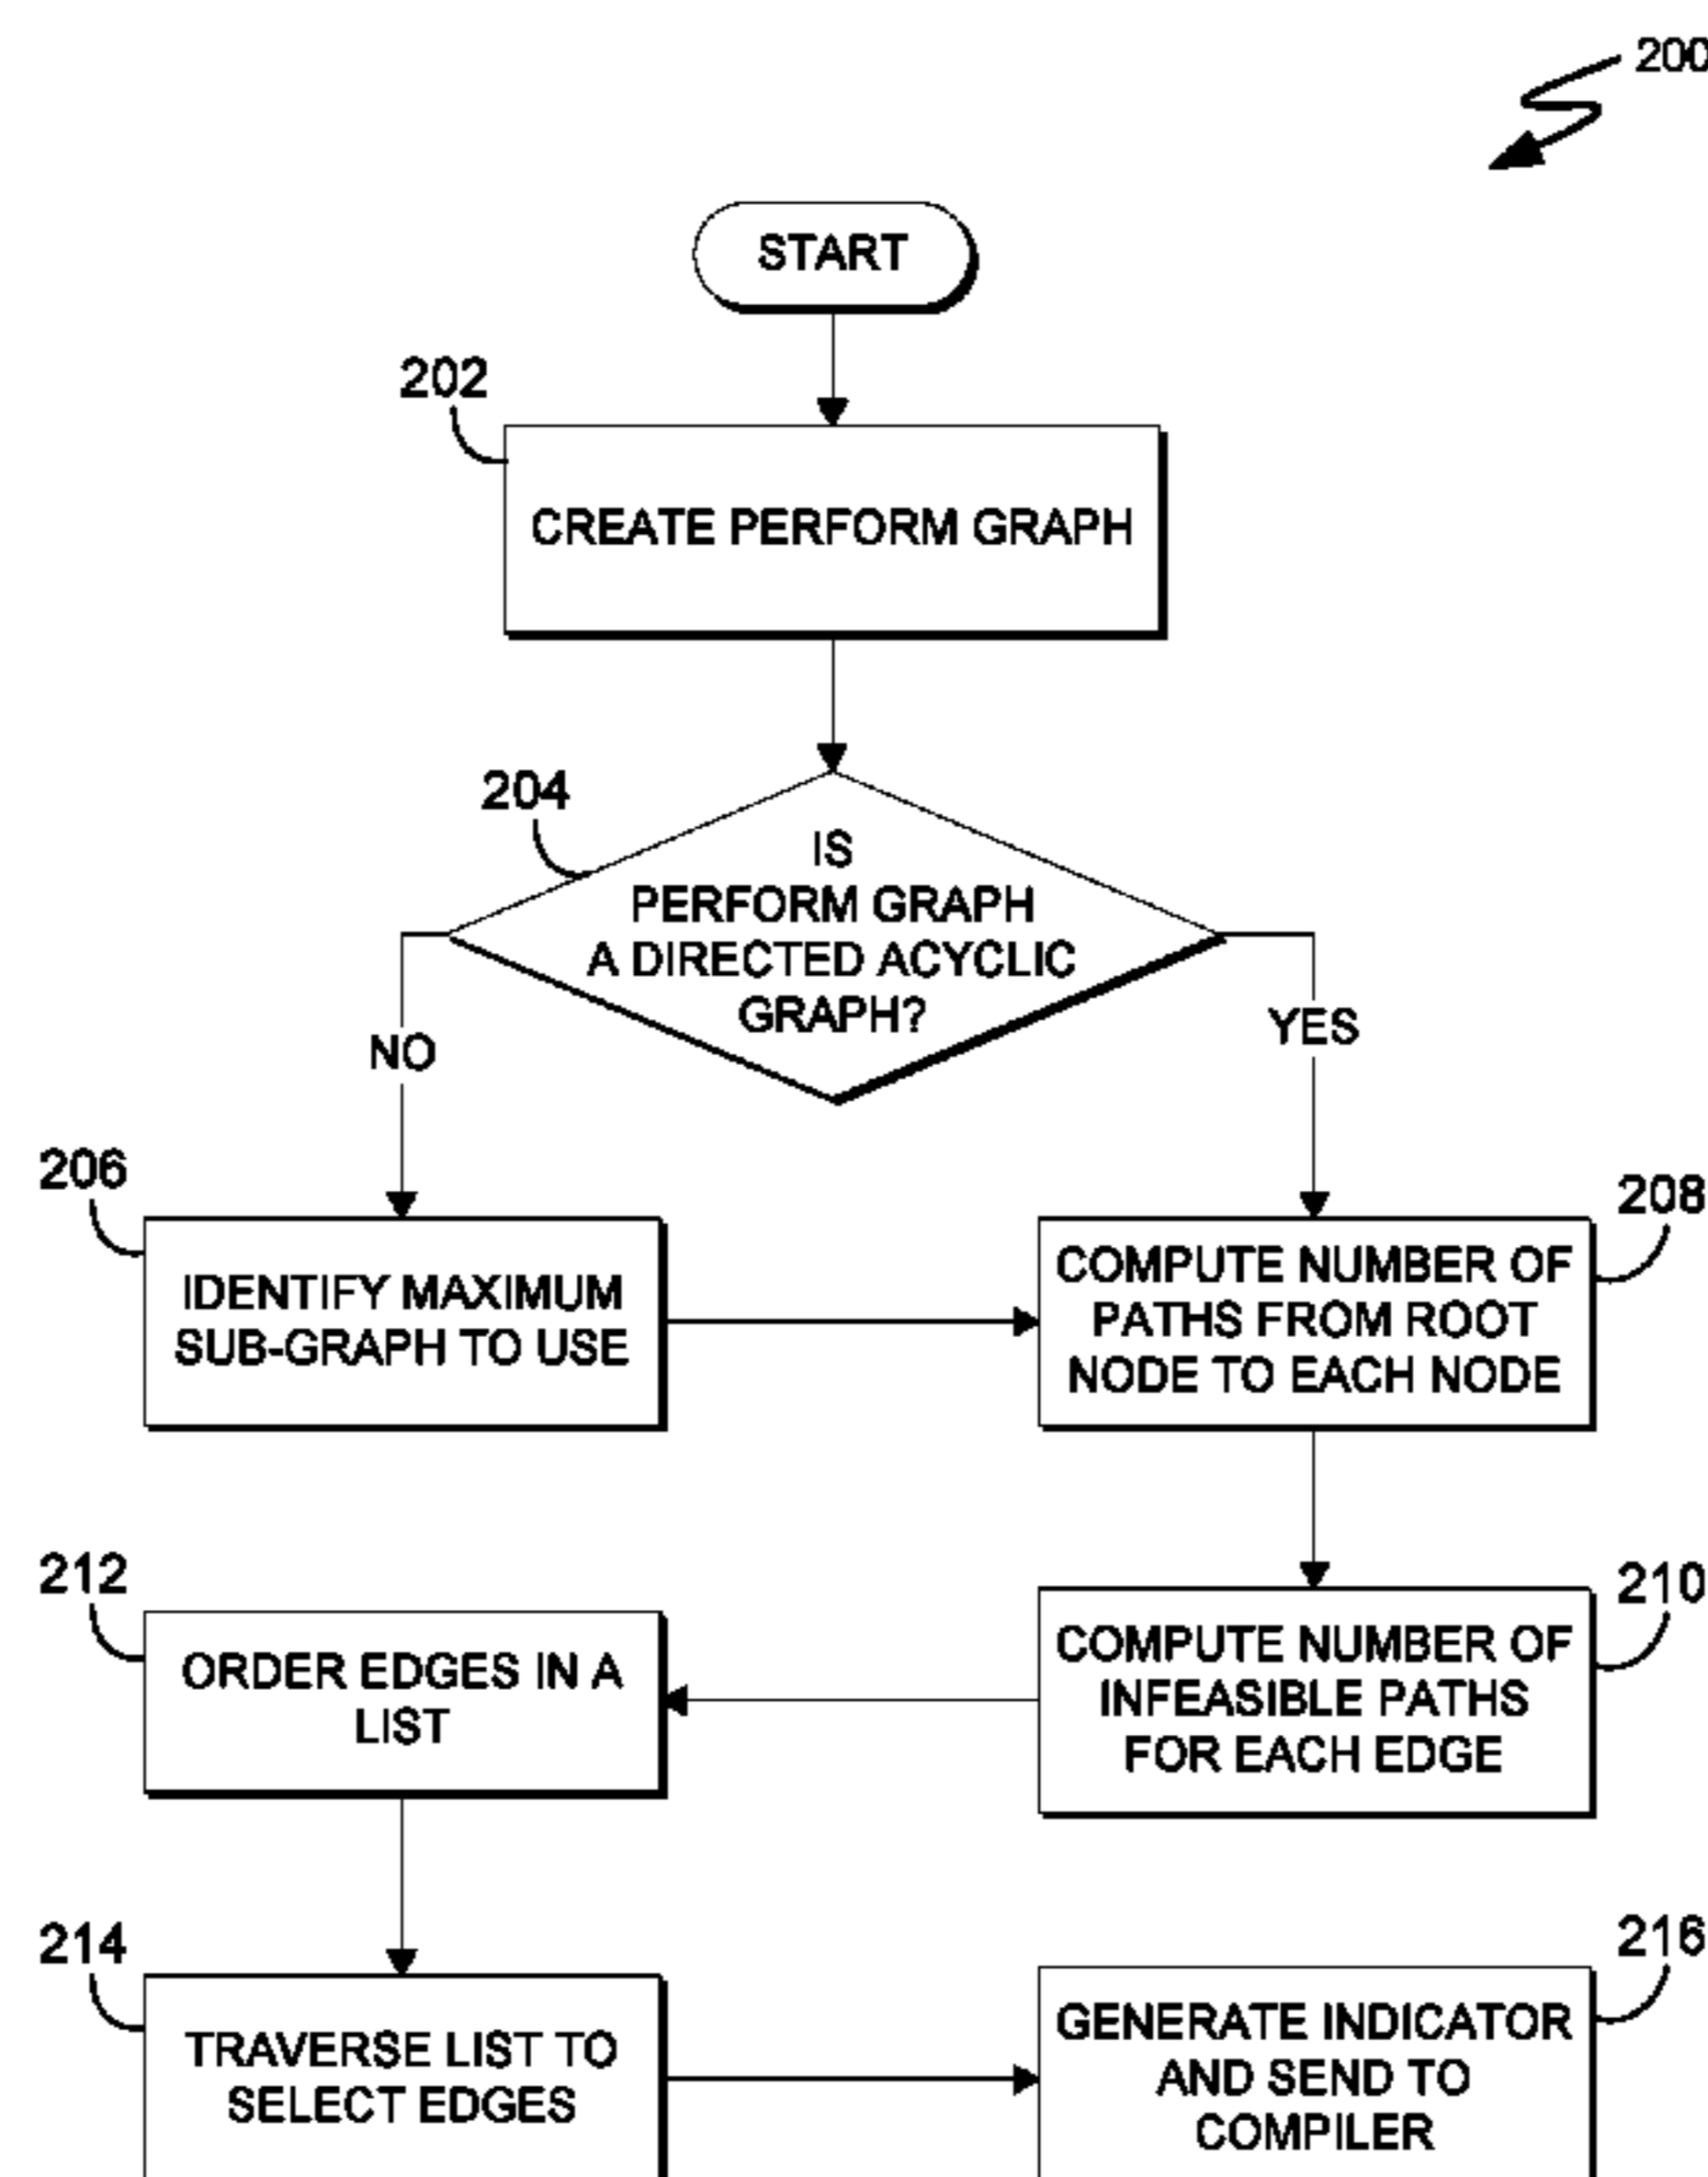 200
START
202
CREATE PERFORM GRAPH
204
IS
PERFORM GRAPH
A DIRECTED ACYCLIC
GRAPH?
NO
YES
206
IDENTIFY MAXIMUM
SUB-GRAPH TO USE
208
COMPUTE NUMBER OF
PATHS FROM ROOT
NODE TO EACH NODE
210
COMPUTE NUMBER OF
INFEASIBLE PATHS
FOR EACH EDGE
212
ORDER EDGES IN A
LIST
214
TRAVERSE LIST TO
SELECT EDGES
216
GENERATE INDICATOR
AND SEND TO
COMPILER